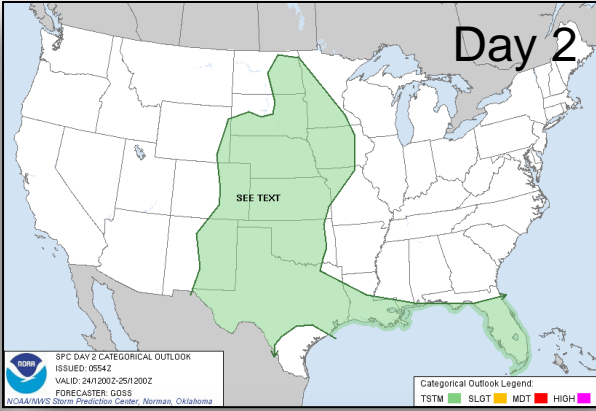 Day 2
SEE TEXT
NOAA
SPC DAY 2 CATEGORICAL OUTLOOK
ISSUED: 0554Z
VALID: 24/1200Z-25/1200Z
FORECASTER: GOSS
NOAA/NWS Storm Prediction Center, Norman, Oklahoma
Categorical Outlook Legend:
TSTM SLGT MDT HIGH